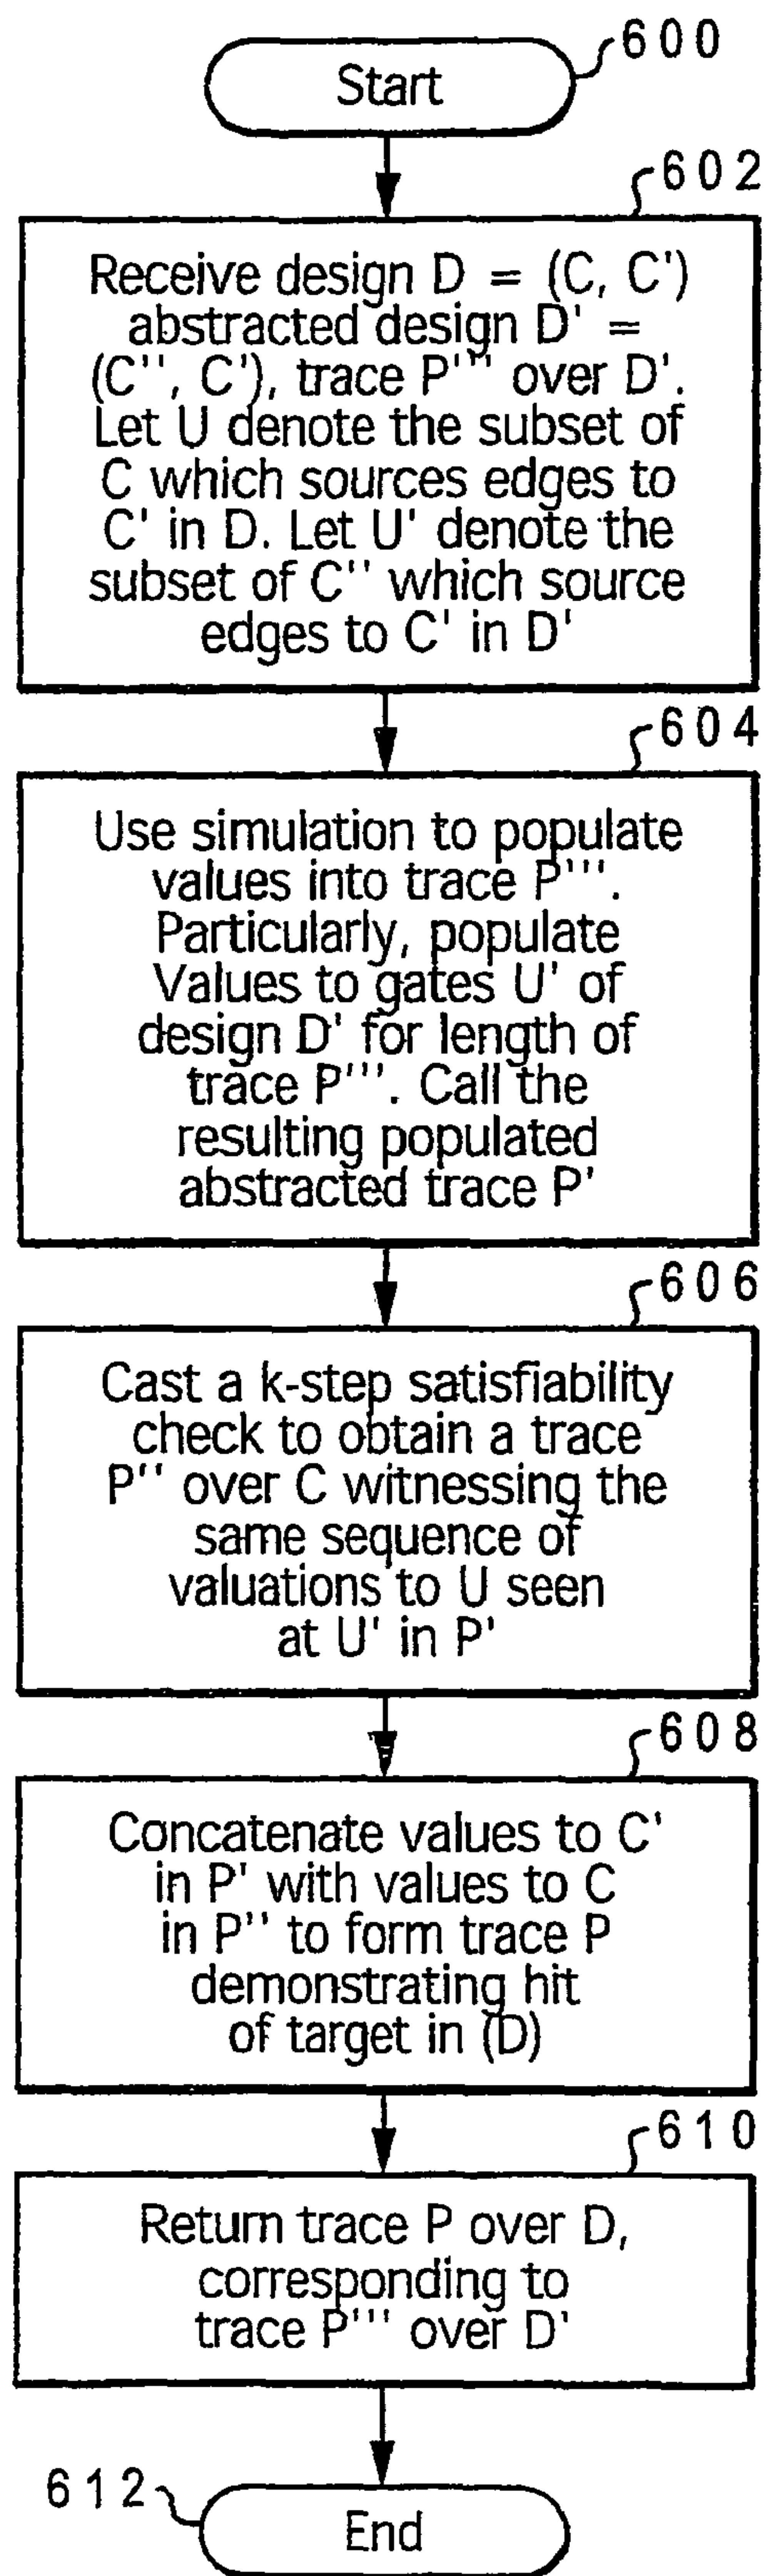 600
Start
602
Receive design D = (C, C')
abstracted design D' =
(C'', C'), trace P''' over D'.
Let U denote the subset of
C which sources edges to
C' in D. Let U' denote the
subset of C'' which source
edges to C' in D'
604
Use simulation to populate
values into trace P'''.
Particularly, populate
Values to gates U' of
design D' for length of
trace P'''. Call the
resulting populated
abstracted trace P'
606
Cast a k-step satisfiability
check to obtain a trace
P'' over C witnessing the
same sequence of
valuations to U seen
at U' in P'
608
Concatenate values to C'
in P' with values to C
in P'' to form trace P
demonstrating hit
of target in (D)
610
Return trace P over D,
corresponding to
trace P''' over D'
612
End